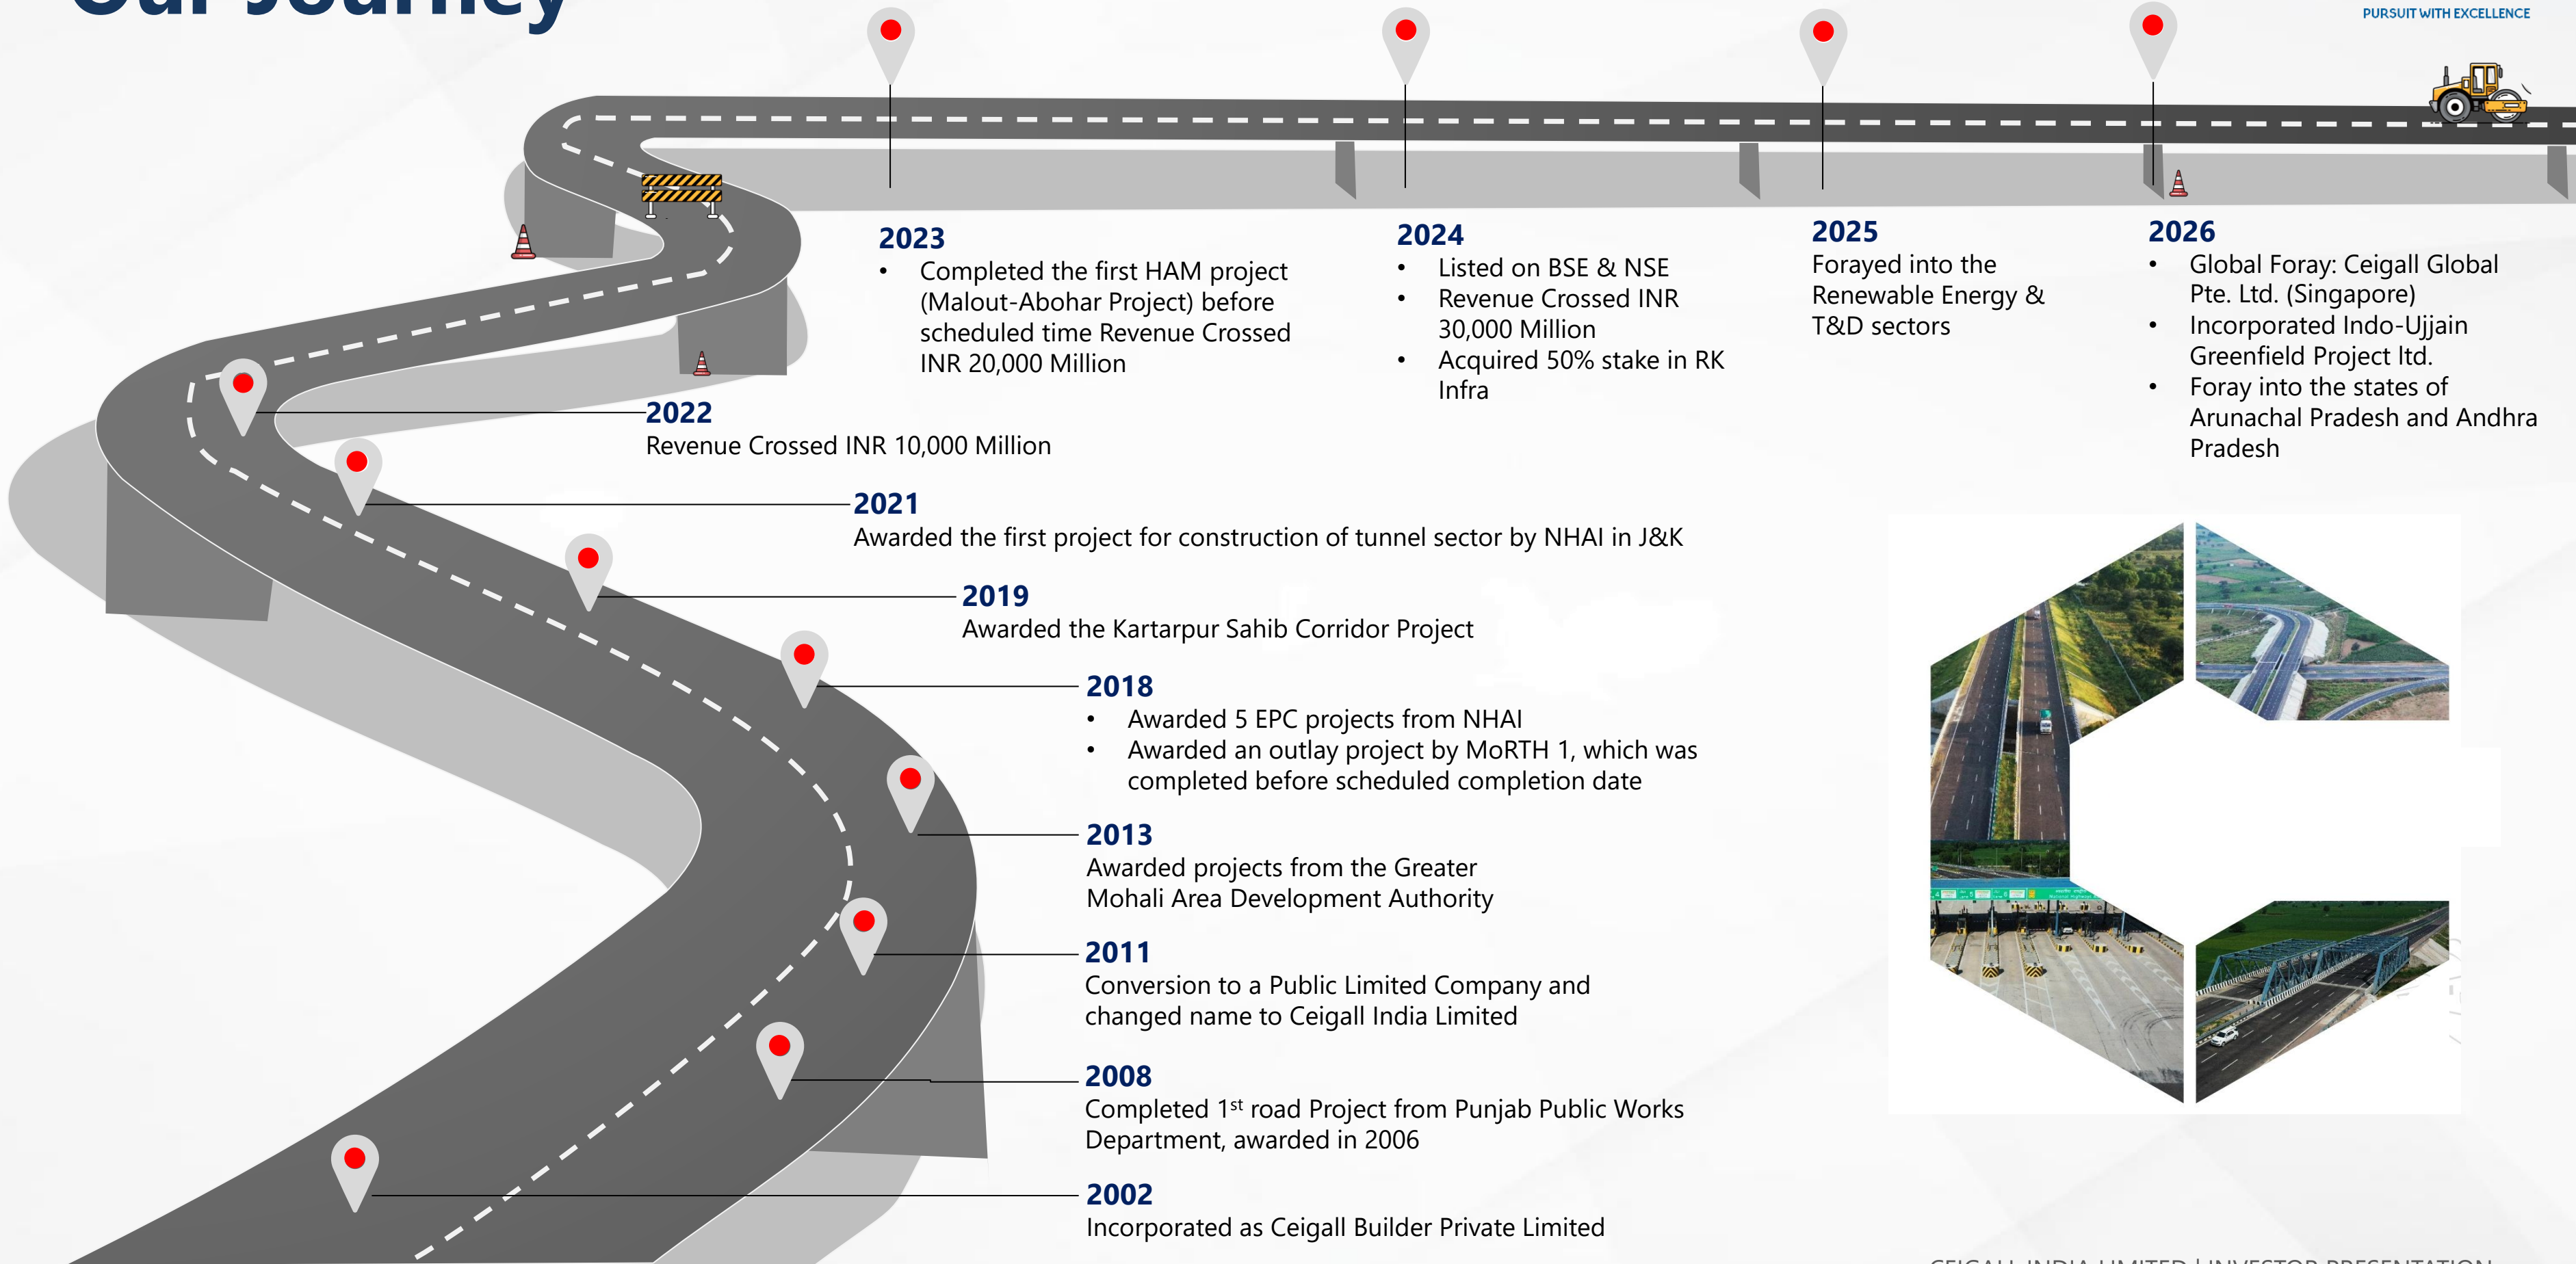 Our Journey
PURSUIT WITH EXCELLENCE
2023
• Completed the first HAM project
(Malout-Abohar Project) before
scheduled time Revenue Crossed
INR 20,000 Million
2024
• Listed on BSE & NSE
• Revenue Crossed INR
30,000 Million
• Acquired 50% stake in RK
Infra
2025
Forayed into the
Renewable Energy &
T&D sectors
2026
• Global Foray: Ceigall Global
Pte. Ltd. (Singapore)
• Incorporated Indo-Ujjain
Greenfield Project ltd.
• Foray into the states of
Arunachal Pradesh and Andhra
Pradesh
2022
Revenue Crossed INR 10,000 Million
2021
Awarded the first project for construction of tunnel sector by NHAI in J&K
2019
Awarded the Kartarpur Sahib Corridor Project
2018
• Awarded 5 EPC projects from NHAI
• Awarded an outlay project by MoRTH 1, which was
completed before scheduled completion date
2013
Awarded projects from the Greater
Mohali Area Development Authority
2011
Conversion to a Public Limited Company and
changed name to Ceigall India Limited
2008
Completed 1st road Project from Punjab Public Works
Department, awarded in 2006
2002
Incorporated as Ceigall Builder Private Limited
CEIGALL INDIA LIMITED | INVESTOR PRESENTATION